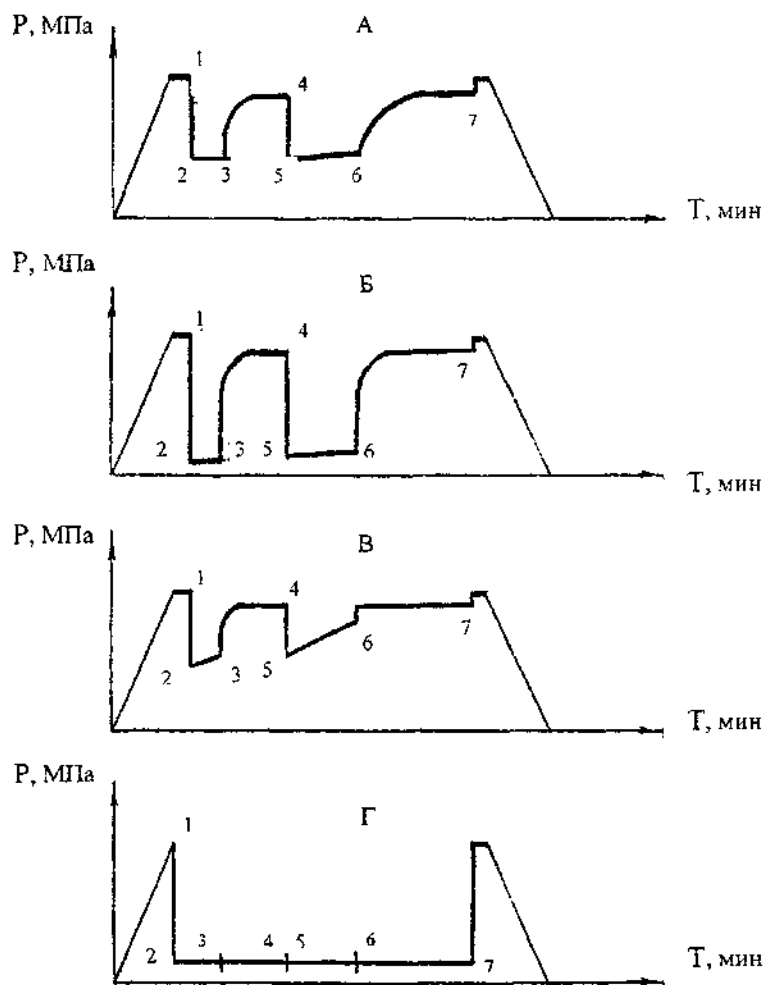 Р, МПа А
1
4
7
2 3 5 6
Т, мин
Р, МПа Б
1 4
7
2 3 5 6
Т, мин
Р, МПа В
1 4
6 7
2 3 5
Т, мин
Р, МПа Г
1
2 3 4 5 6 7
Т, мин